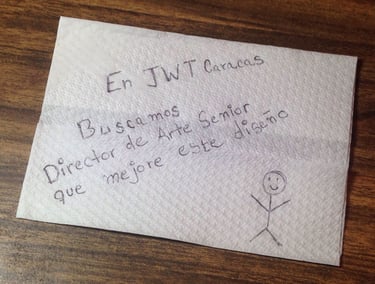 En JWT Caracas
Buscamos
Director de Arte Senior
que mejore este diseño